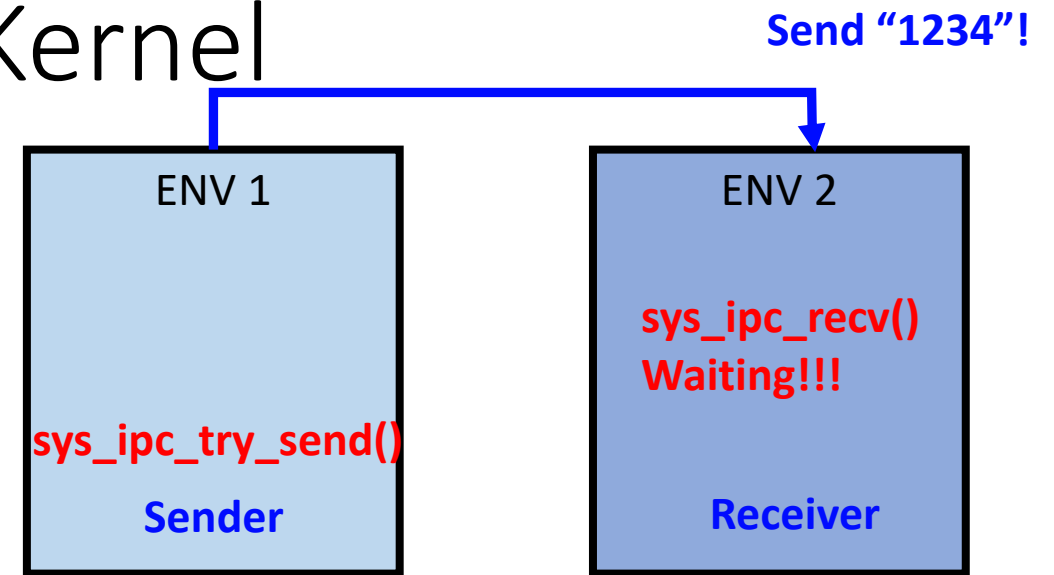 Kernel
Send “1234”!
ENV 1
sys_ipc_try_send()
Sender
ENV 2
sys_ipc_recv()
Waiting!!!
Receiver